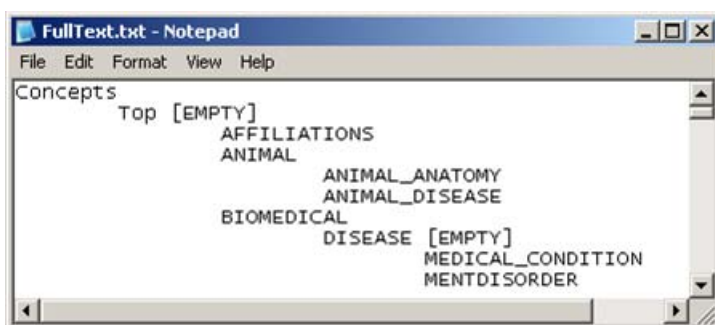 FullText.txt - Notepad
File Edit Format View Help
Concepts
Top [EMPTY]
AFFILIATIONS
ANIMAL
ANIMAL_ANATOMY
ANIMAL_DISEASE
BIOMEDICAL
DISEASE [EMPTY]
MEDICAL_CONDITION
MENTDISORDER